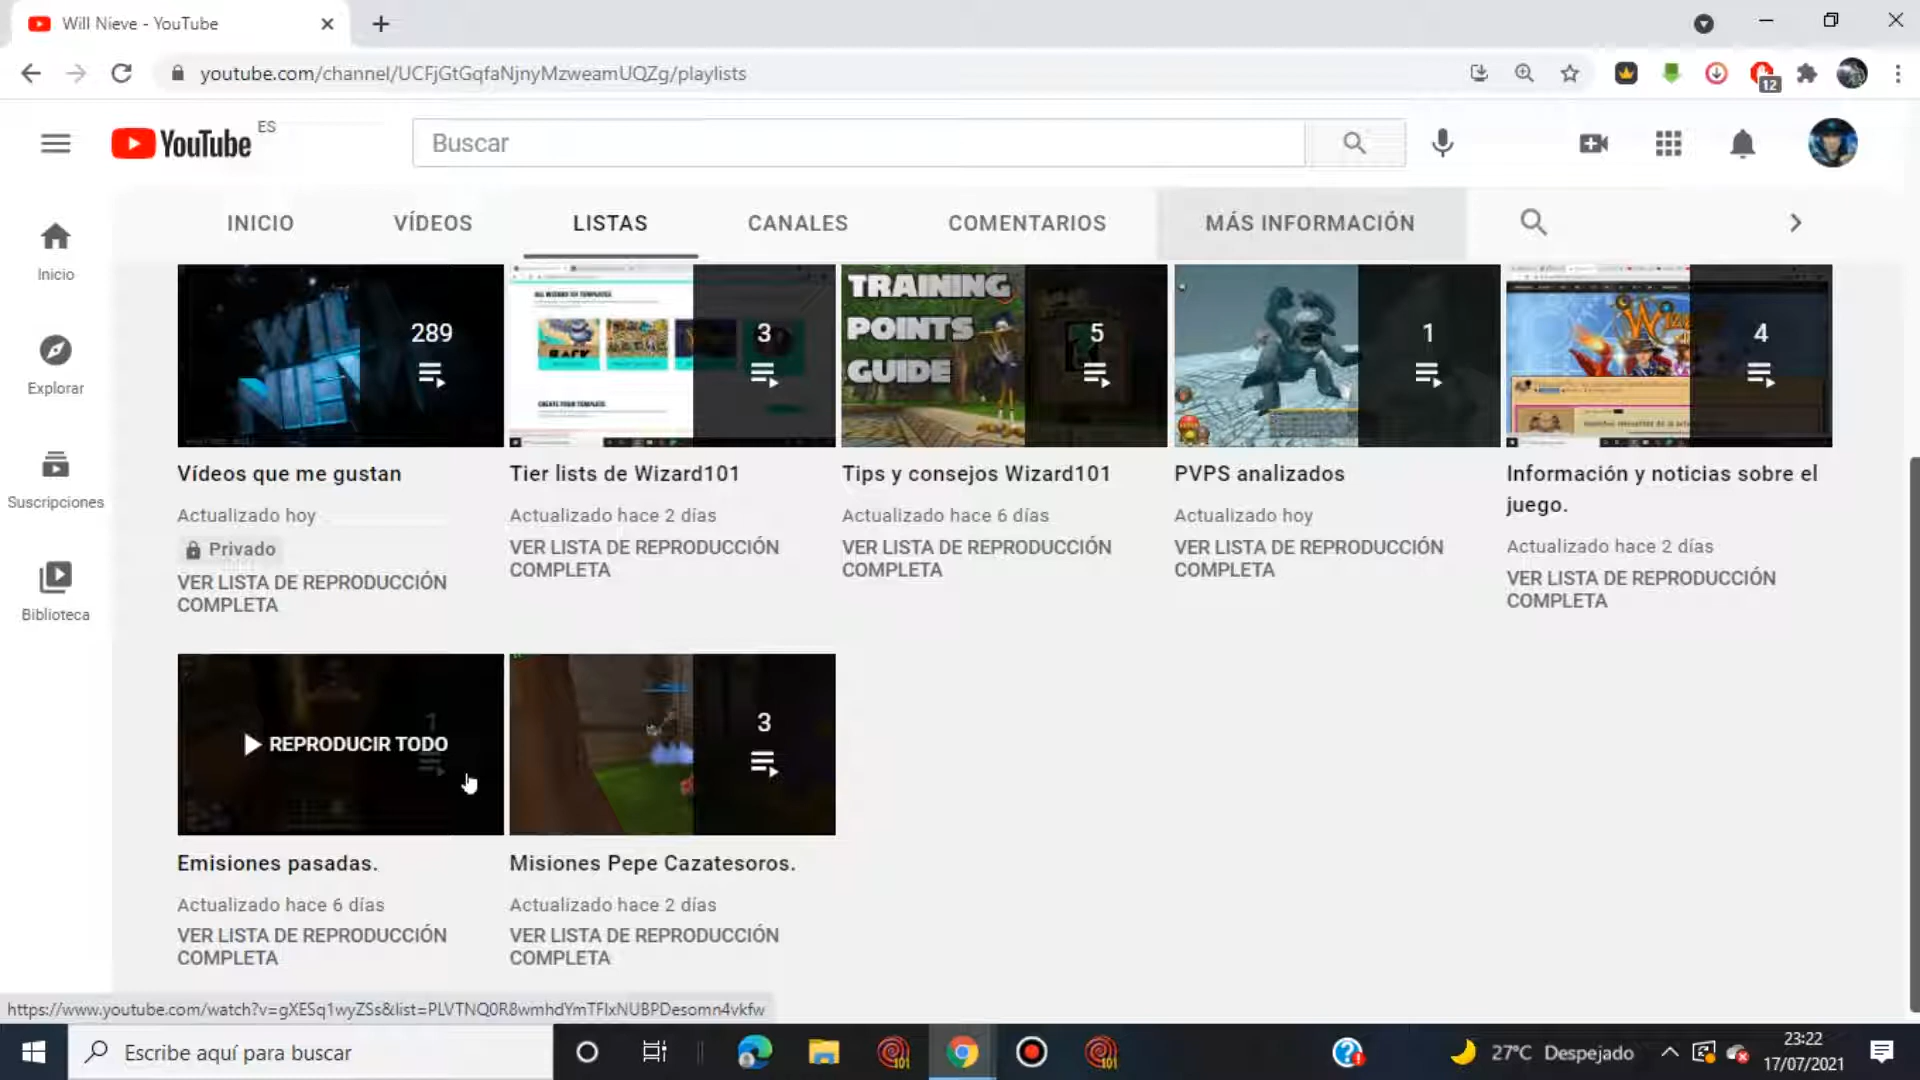 Will Nieve - YouTube
youtube.com/channel/UCFjGtGqfaNjnyMzweamUQZg/playlists
12
YouTube ES
Buscar
INICIO VÍDEOS LISTAS CANALES COMENTARIOS MÁS INFORMACIÓN
Inicio
Explorar
Suscripciones
Biblioteca
WILL
289
3
TRAINING
POINTS
GUIDE
5
1
4
Vídeos que me gustan
Actualizado hoy
Privado
VER LISTA DE REPRODUCCIÓN
COMPLETA
Tier lists de Wizard101
Actualizado hace 2 días
VER LISTA DE REPRODUCCIÓN
COMPLETA
Tips y consejos Wizard101
Actualizado hace 6 días
VER LISTA DE REPRODUCCIÓN
COMPLETA
PVPS analizados
Actualizado hoy
VER LISTA DE REPRODUCCIÓN
COMPLETA
Información y noticias sobre el
juego.
Actualizado hace 2 días
VER LISTA DE REPRODUCCIÓN
COMPLETA
1
REPRODUCIR TODO
3
Emisiones pasadas.
Actualizado hace 6 días
VER LISTA DE REPRODUCCIÓN
COMPLETA
Misiones Pepe Cazatesoros.
Actualizado hace 2 días
VER LISTA DE REPRODUCCIÓN
COMPLETA
https://www.youtube.com/watch?v=gXESq1wyZSs&list=PLVTNQ0R8wmhdYmTFIxNUBPDesomn4vkfw
Escribe aquí para buscar
101
101
27°C Despejado
23:22
17/07/2021